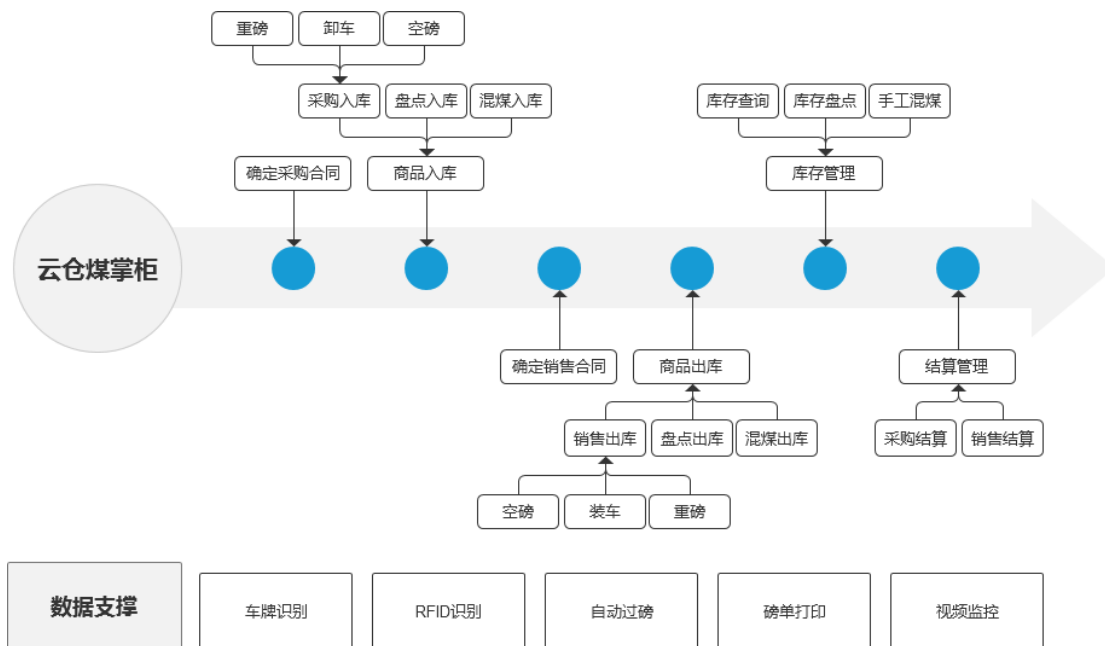 重磅
卸车
空磅
采购入库
盘点入库
混煤入库
库存查询
库存盘点
手工混煤
确定采购合同
商品入库
库存管理
云仓煤掌柜
确定销售合同
商品出库
结算管理
销售出库
盘点出库
混煤出库
采购结算
销售结算
空磅
装车
重磅
数据支撑
车牌识别
RFID识别
自动过磅
磅单打印
视频监控